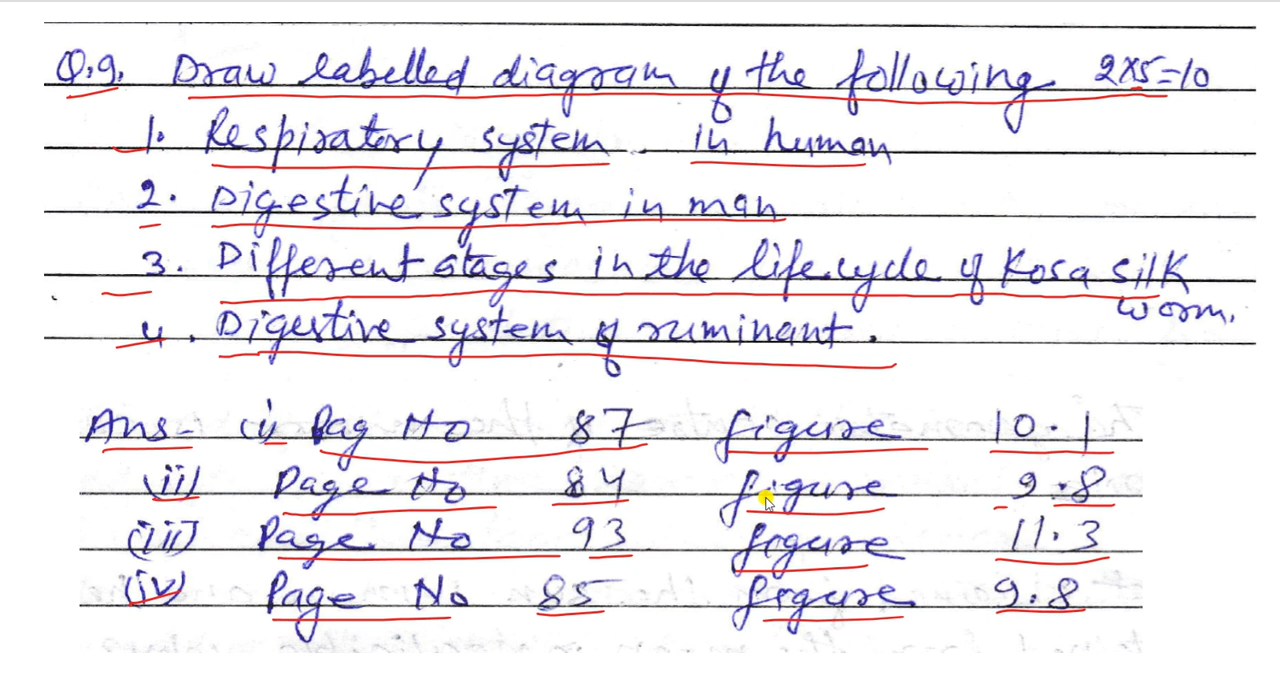 Q.9. Draw labelled diagram of the following 2x5=10
1. Respiratory system in human
2. Digestive system in man
3. Different stages in the life cycle of Kosa silk
worm.
4. Digestive system of ruminant.
Ans- (i) Pag No 87 figure 10.1
(ii) Page No 84 figure 9.8
(iii) Page No 93 figure 11.3
(iv) Page No 85 figure 9.8